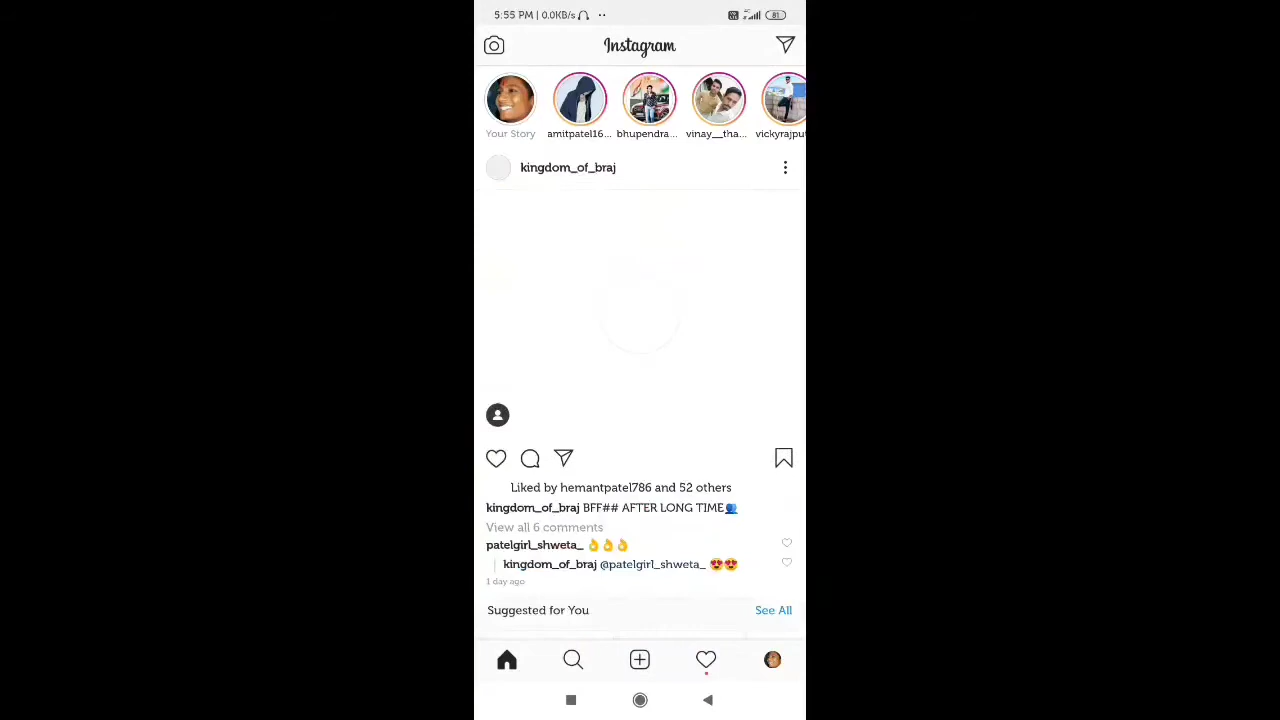 5:55 PM | 0.0KB/s
81
Instagram
Your Story
amitpatel16...
bhupendra...
vinay__tha...
vickyrajput
kingdom_of_braj
Liked by hemantpatel786 and 52 others
kingdom_of_braj BFF## AFTER LONG TIME👥
View all 6 comments
patelgirl_shweta_ 👌👌👌
kingdom_of_braj @patelgirl_shweta_ 😍😍
1 day ago
Suggested for You
See All